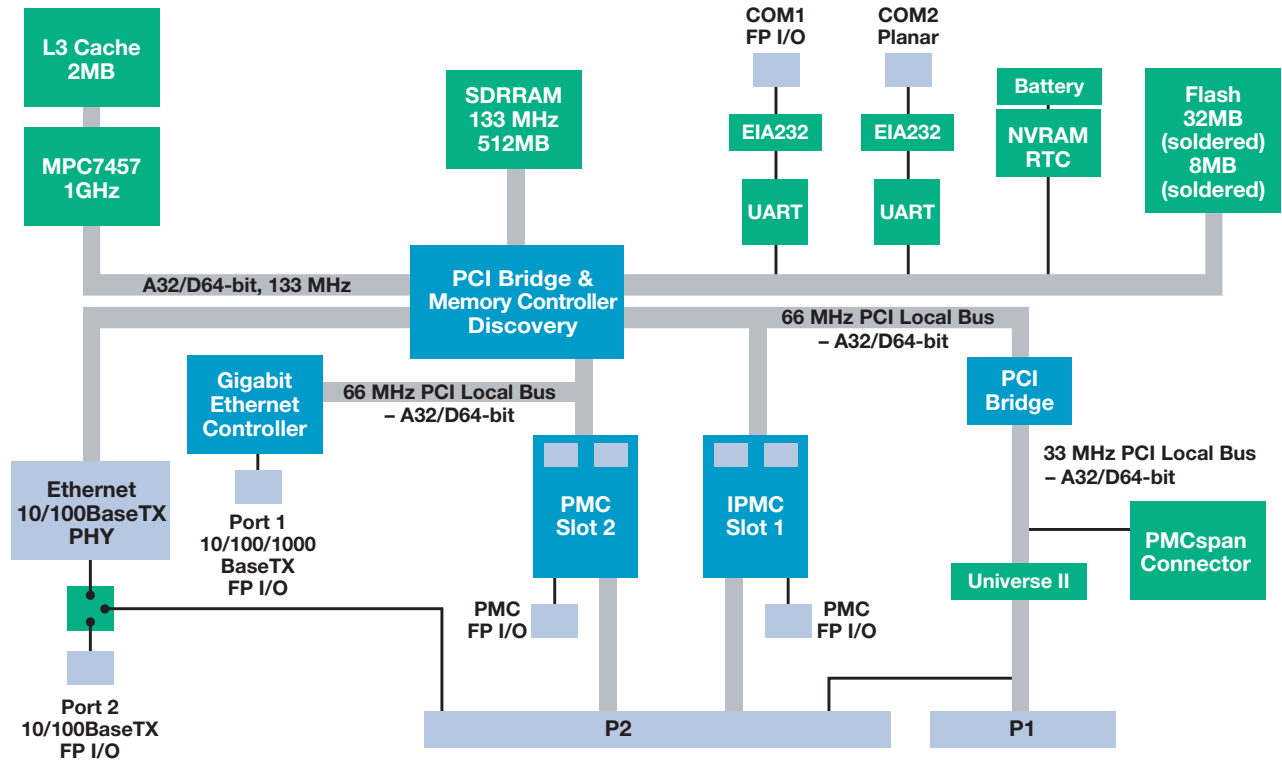 L3 Cache
2MB
MPC7457
1GHz
SDRRAM
133 MHz
512MB
COM1
FP I/O
COM2
Planar
EIA232
EIA232
UART
UART
Battery
NVRAM
RTC
Flash
32MB
(soldered)
8MB
(soldered)
A32/D64-bit, 133 MHz
PCI Bridge &
Memory Controller
Discovery
66 MHz PCI Local Bus
– A32/D64-bit
Gigabit
Ethernet
Controller
66 MHz PCI Local Bus
– A32/D64-bit
PCI
Bridge
33 MHz PCI Local Bus
– A32/D64-bit
Ethernet
10/100BaseTX
PHY
Port 1
10/100/1000
BaseTX
FP I/O
PMC
Slot 2
IPMC
Slot 1
PMCspan
Connector
Universe II
PMC
FP I/O
PMC
FP I/O
Port 2
10/100BaseTX
FP I/O
P2
P1